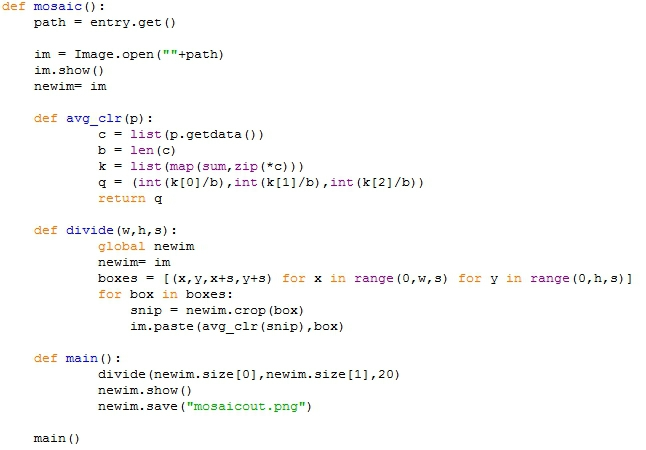 def mosaic():
    path = entry.get()

    im = Image.open(""+path)
    im.show()
    newim= im

    def avg_clr(p):
            c = list(p.getdata())
            b = len(c)
            k = list(map(sum,zip(*c)))
            q = (int(k[0]/b),int(k[1]/b),int(k[2]/b))
            return q

    def divide(w,h,s):
            global newim
            newim= im
            boxes = [(x,y,x+s,y+s) for x in range(0,w,s) for y in range(0,h,s)]
            for box in boxes:
                snip = newim.crop(box)
                im.paste(avg_clr(snip),box)

    def main():
            divide(newim.size[0],newim.size[1],20)
            newim.show()
            newim.save("mosaicout.png")

    main()